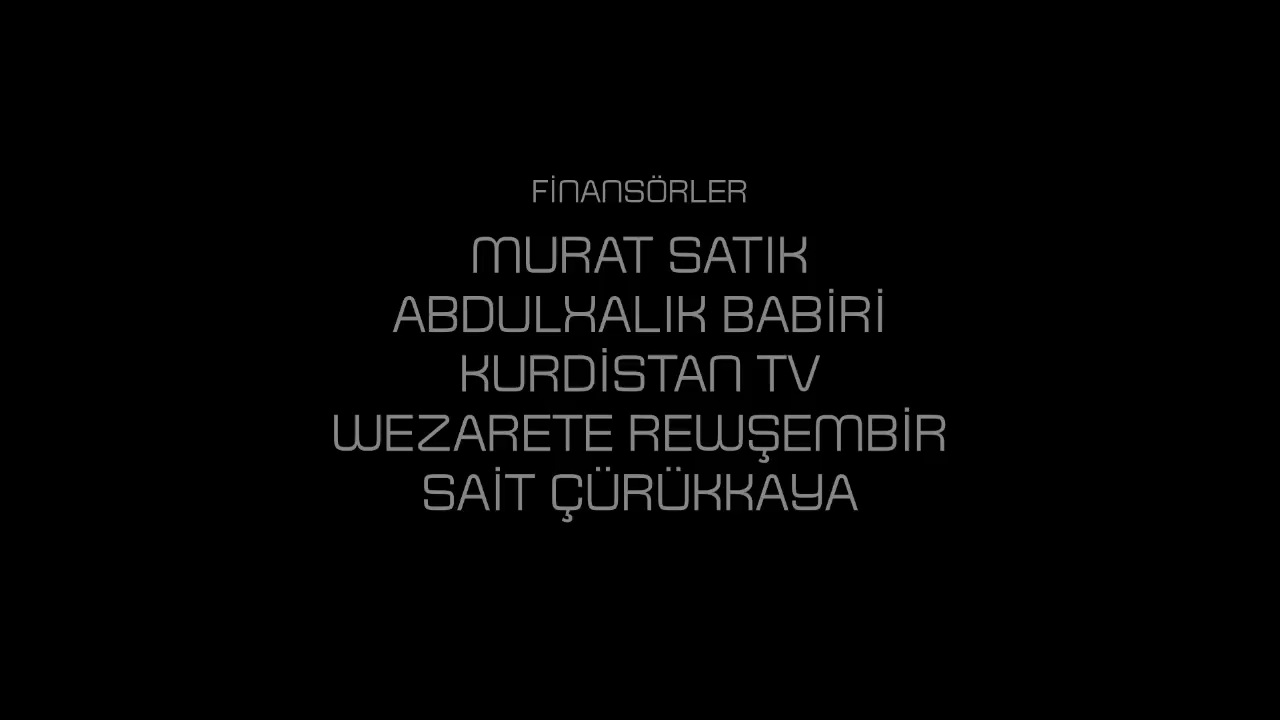 FİNANSÖRLER
MURAT SATIK
ABDULXALIK BABİRİ
KURDİSTAN TV
WEZARETE REWŞEMBİR
SAİT ÇÜRÜKKAYA